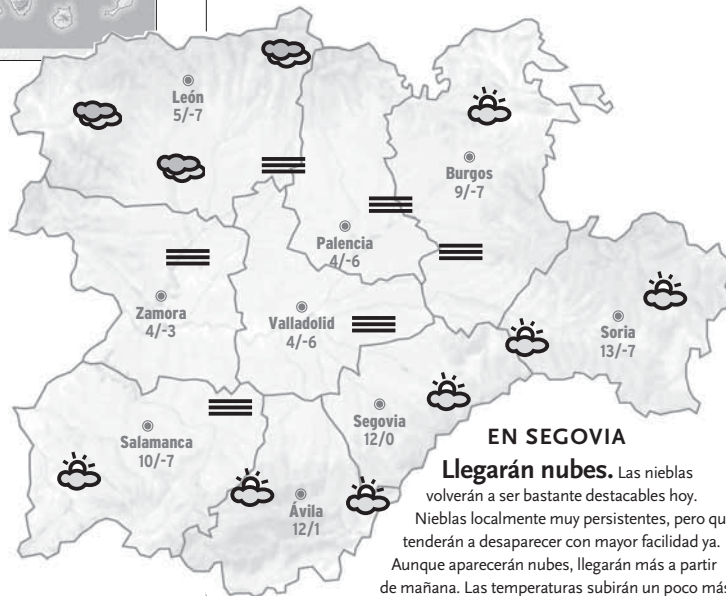 León
5/-7
Burgos
9/-7
Palencia
4/-6
Zamora
4/-3
Valladolid
4/-6
Soria
13/-7
Segovia
12/0
Salamanca
10/-7
Ávila
12/1
EN SEGOVIA
Llegarán nubes. Las nieblas
volverán a ser bastante destacables hoy.
Nieblas localmente muy persistentes, pero qu
tenderán a desaparecer con mayor facilidad ya.
Aunque aparecerán nubes, llegarán más a partir
de mañana. Las temperaturas subirán un poco más